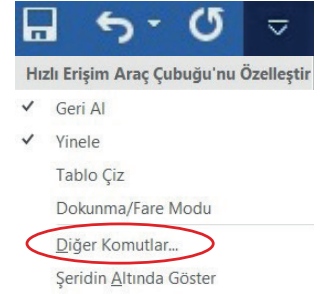 Hızlı Erişim Araç Çubuğu'nu Özelleştir
Geri Al
Yinele
Tablo Çiz
Dokunma/Fare Modu
Diğer Komutlar...
Şeridin Altında Göster